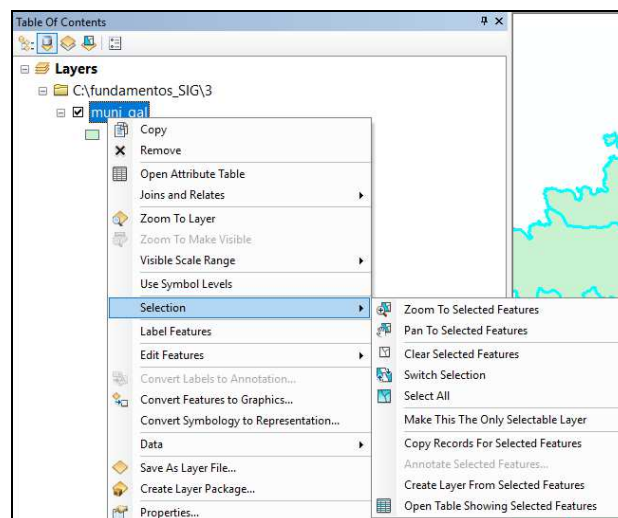 Table Of Contents
Layers
C:\fundamentos_SIG\3
muni_gal
Copy
Remove
Open Attribute Table
Joins and Relates
Zoom To Layer
Zoom To Make Visible
Visible Scale Range
Use Symbol Levels
Selection
Label Features
Edit Features
Convert Labels to Annotation...
Convert Features to Graphics...
Convert Symbology to Representation...
Data
Save As Layer File...
Create Layer Package...
Properties...
Zoom To Selected Features
Pan To Selected Features
Clear Selected Features
Switch Selection
Select All
Make This The Only Selectable Layer
Copy Records For Selected Features
Annotate Selected Features...
Create Layer From Selected Features
Open Table Showing Selected Features